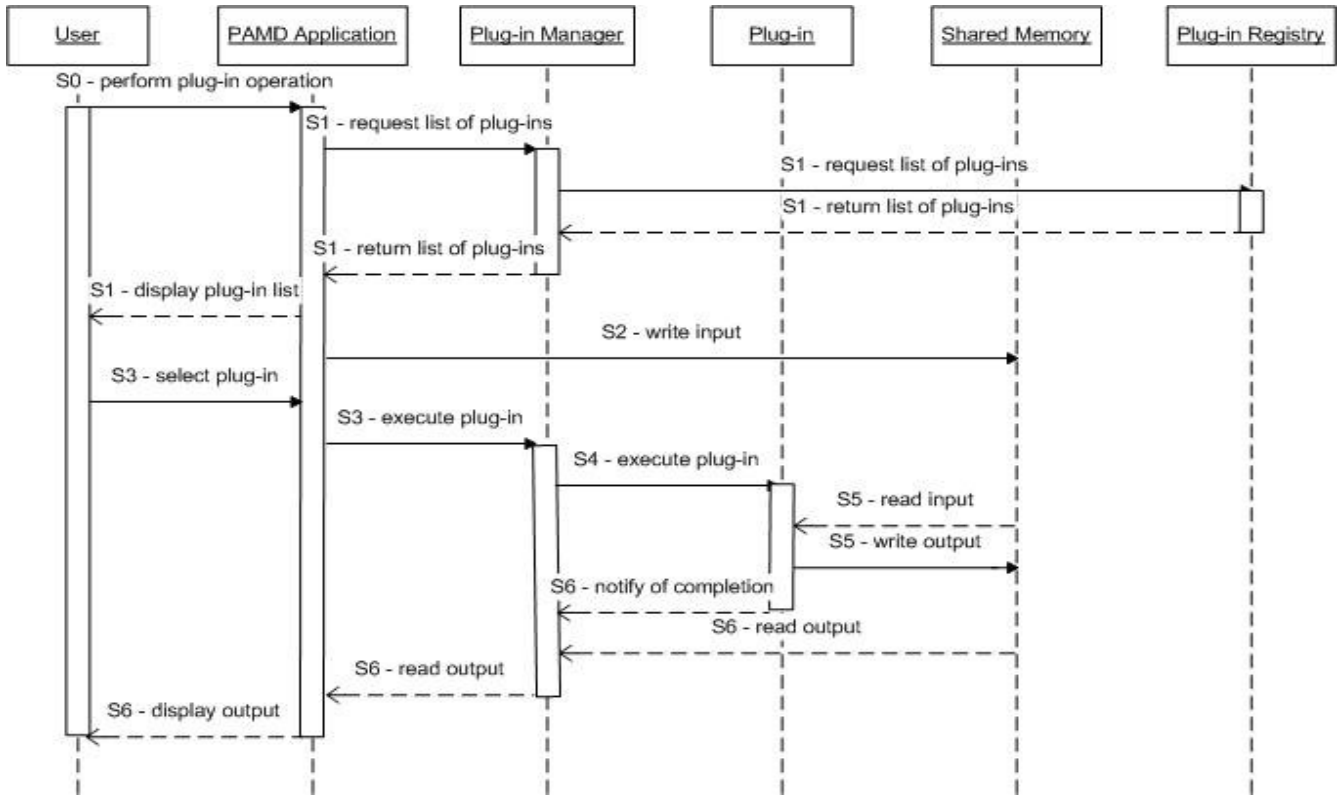 User
PAMD Application
Plug-in Manager
Plug-in
Shared Memory
Plug-in Registry
S0 - perform plug-in operation
S1 - request list of plug-ins
S1 - request list of plug-ins
S1 - return list of plug-ins
S1 - return list of plug-ins
S1 - display plug-in list
S2 - write input
S3 - select plug-in
S3 - execute plug-in
S4 - execute plug-in
S5 - read input
S5 - write output
S6 - notify of completion
S6 - read output
S6 - read output
S6 - display output